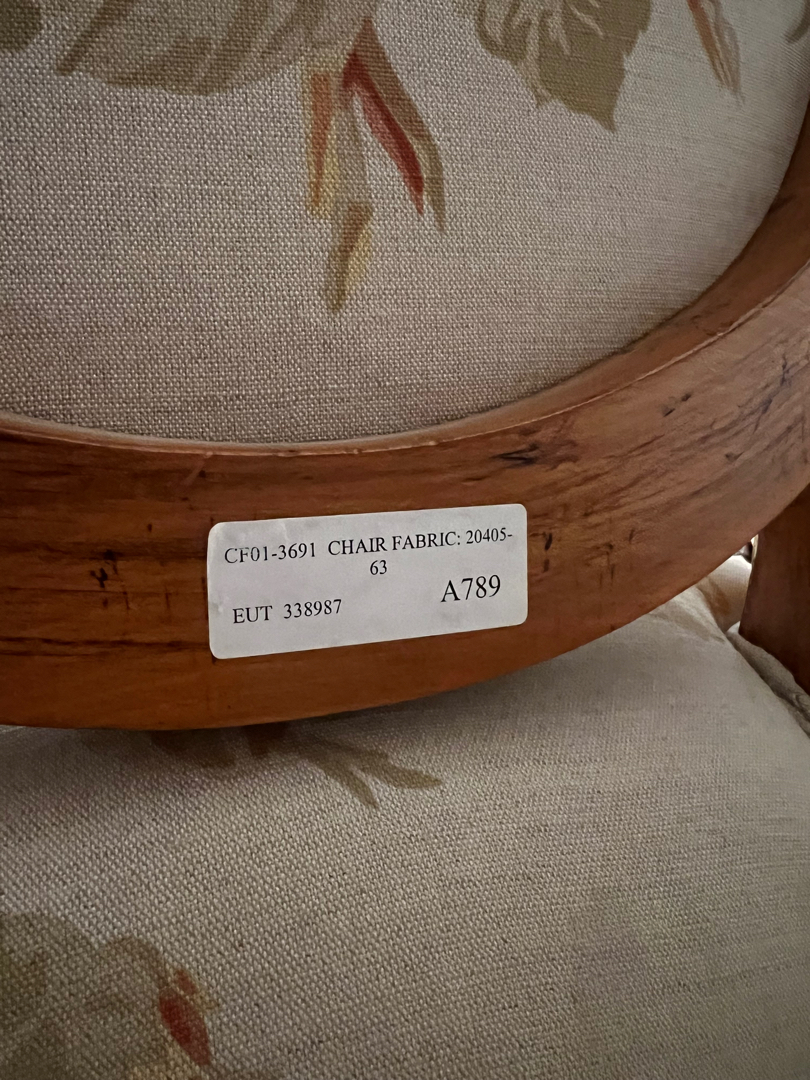 CF01-3691 CHAIR FABRIC: 20405-
63
EUT 338987 A789